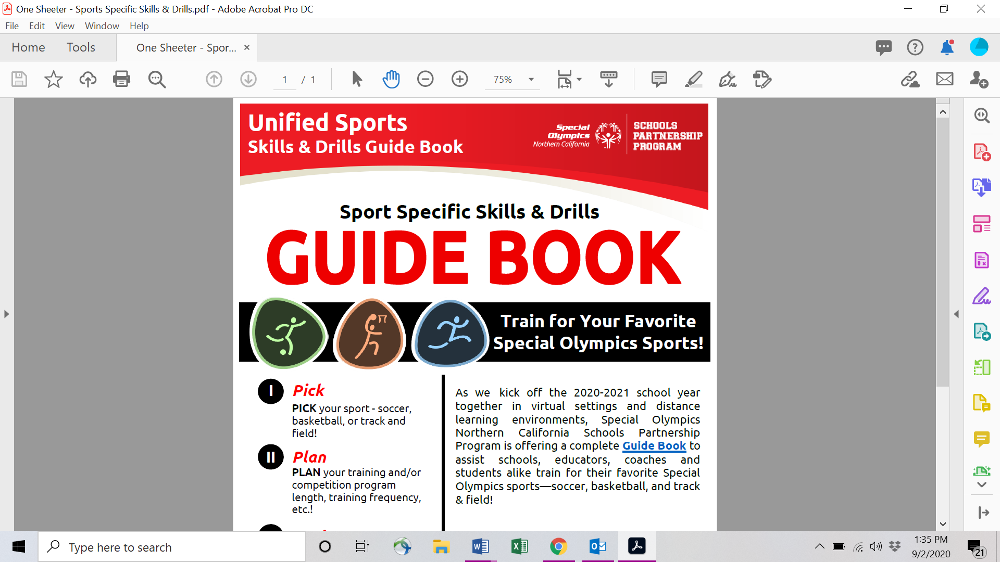 One Sheeter - Sports Specific Skills & Drills.pdf - Adobe Acrobat Pro DC
File Edit View Window Help
Home Tools One Sheeter - Spor... ×
1 / 1 75%
Unified Sports
Skills & Drills Guide Book
Special
Olympics
Northern California
SCHOOLS
PARTNERSHIP
PROGRAM
Sport Specific Skills & Drills
GUIDE BOOK
Train for Your Favorite
Special Olympics Sports!
I Pick
PICK your sport - soccer,
basketball, or track and
field!
II Plan
PLAN your training and/or
competition program
length, training frequency,
etc.!
As we kick off the 2020-2021 school year
together in virtual settings and distance
learning environments, Special Olympics
Northern California Schools Partnership
Program is offering a complete Guide Book to
assist schools, educators, coaches and
students alike train for their favorite Special
Olympics sports—soccer, basketball, and track
& field!
Type here to search
1:35 PM
9/2/2020
21